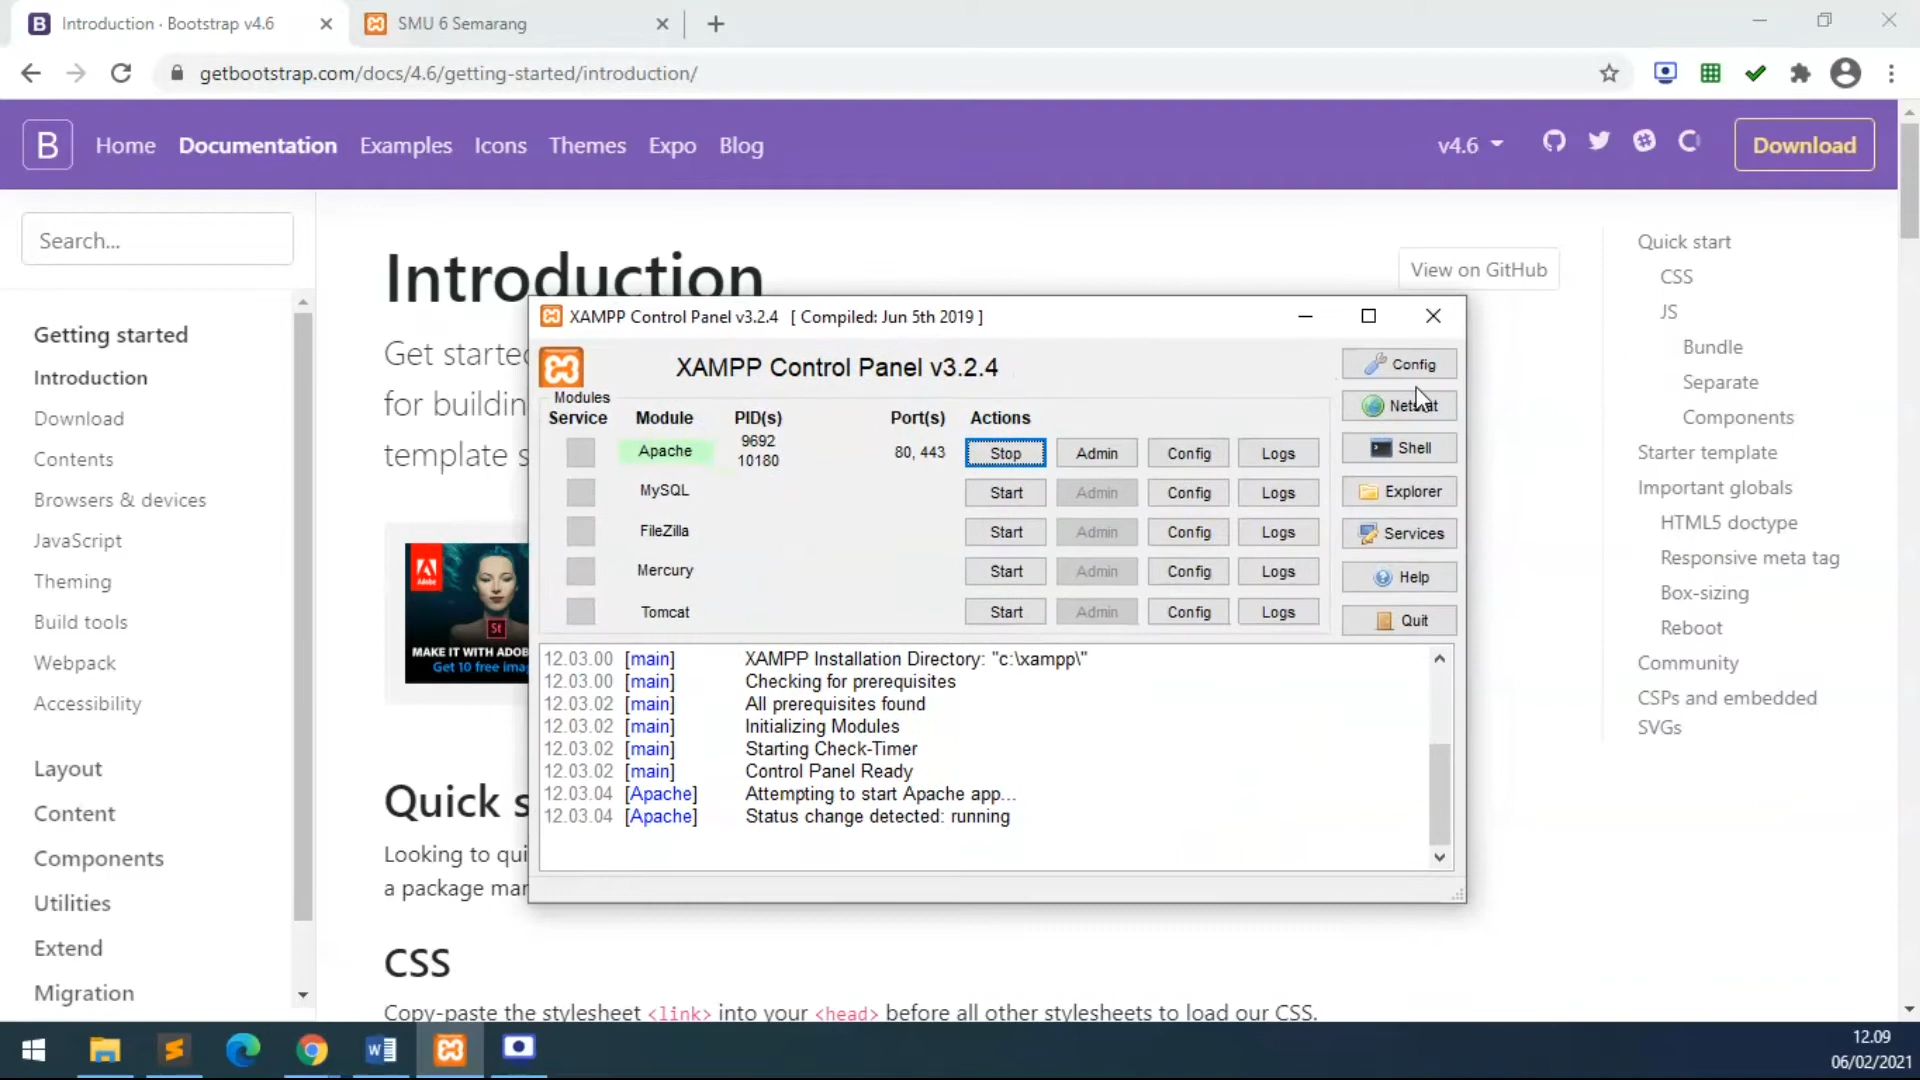 Introduction · Bootstrap v4.6
SMU 6 Semarang
getbootstrap.com/docs/4.6/getting-started/introduction/
B
Home
Documentation
Examples
Icons
Themes
Expo
Blog
v4.6
Download
Search...
Getting started
Introduction
Download
Contents
Browsers & devices
JavaScript
Theming
Build tools
Webpack
Accessibility
Layout
Content
Components
Utilities
Extend
Migration
Introduction
View on GitHub
Get started
for buildin
template s
MAKE IT WITH ADOB
Get 10 free ima
Quick s
Looking to qui
a package man
CSS
Copy-paste the stylesheet <link> into your <head> before all other stylesheets to load our CSS.
Quick start
CSS
JS
Bundle
Separate
Components
Starter template
Important globals
HTML5 doctype
Responsive meta tag
Box-sizing
Reboot
Community
CSPs and embedded
SVGs
XAMPP Control Panel v3.2.4 [ Compiled: Jun 5th 2019 ]
XAMPP Control Panel v3.2.4
Modules
Service Module PID(s) Port(s) Actions
Apache 9692 80, 443 Stop Admin Config Logs
10180
MySQL Start Admin Config Logs
FileZilla Start Admin Config Logs
Mercury Start Admin Config Logs
Tomcat Start Admin Config Logs
Config
Shell
Explorer
Services
Help
Quit
12.03.00 [main] XAMPP Installation Directory: "c:\xampp\"
12.03.00 [main] Checking for prerequisites
12.03.02 [main] All prerequisites found
12.03.02 [main] Initializing Modules
12.03.02 [main] Starting Check-Timer
12.03.02 [main] Control Panel Ready
12.03.04 [Apache] Attempting to start Apache app...
12.03.04 [Apache] Status change detected: running
12.09
06/02/2021